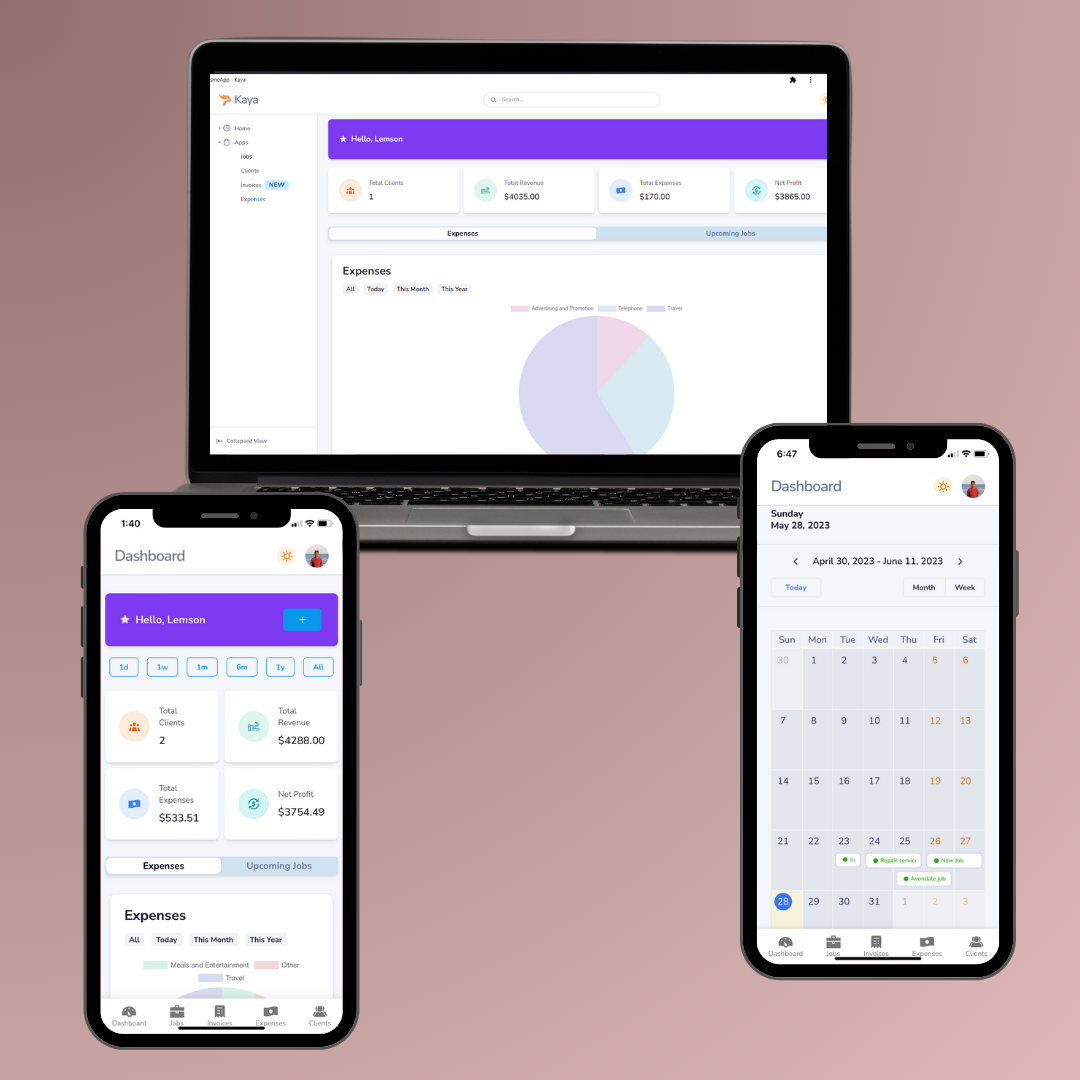 smeApp - Kaya
Kaya
Search...
Home
Apps
Jobs
Clients
Invoices NEW
Expenses
Collapsed View
Hello, Lemson
Total Clients
1
Total Revenue
$4035.00
Total Expenses
$170.00
Net Profit
$3865.00
Expenses Upcoming Jobs
Expenses
All Today This Month This Year
Advertising and Promotion Telephone Travel
1:40
Dashboard
Hello, Lemson +
1d 1w 1m 6m 1y All
Total
Clients
2
Total
Revenue
$4288.00
Total
Expenses
$533.51
Net Profit
$3754.49
Expenses Upcoming Jobs
Expenses
All Today This Month This Year
Meals and Entertainment Other
Travel
Dashboard Jobs Invoices Expenses Clients
6:47
Dashboard
Sunday
May 28, 2023
April 30, 2023 - June 11, 2023
Today Month Week
Sun Mon Tue Wed Thu Fri Sat
30 1 2 3 4 5 6
7 8 9 10 11 12 13
14 15 16 17 18 19 20
21 22 23 24 25 26 27
Repair servic New Job
Avondale job
28 29 30 31 1 2 3
Dashboard Jobs Invoices Expenses Clients